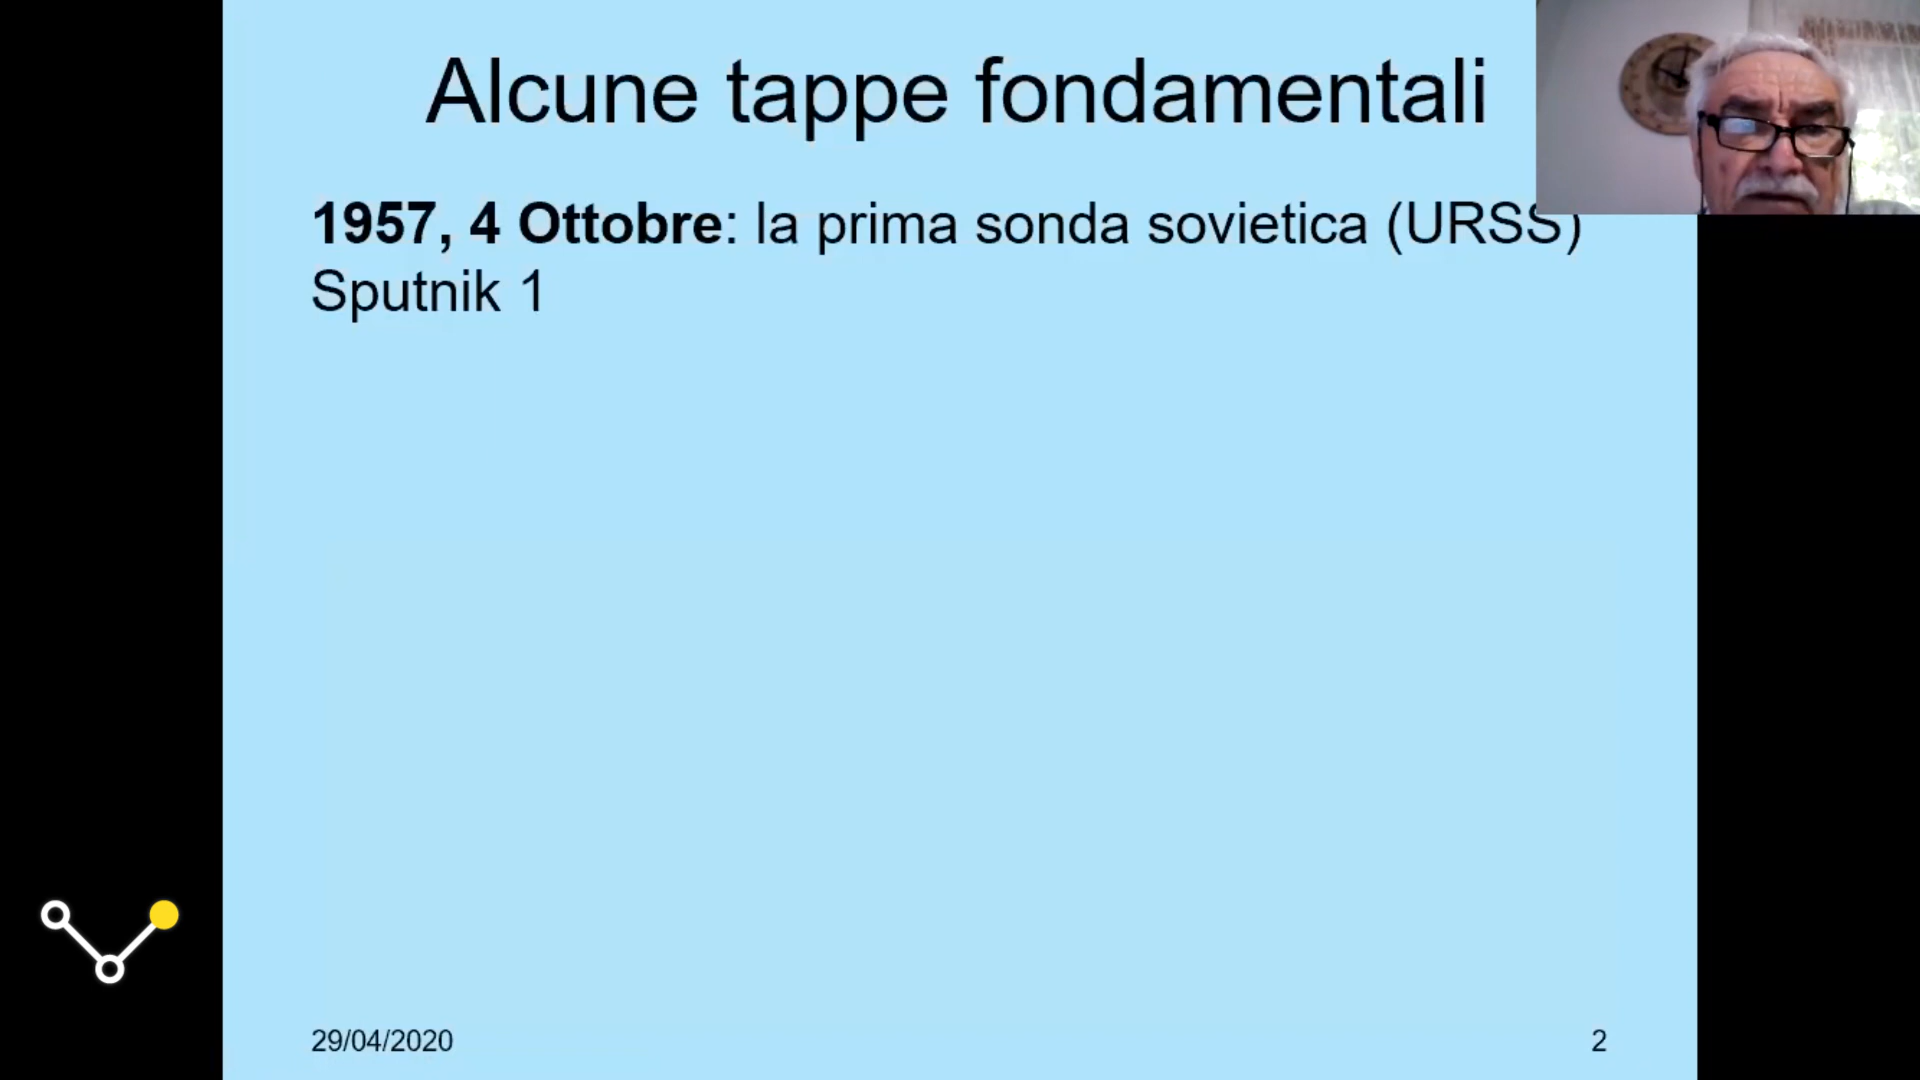 Alcune tappe fondamentali
1957, 4 Ottobre: la prima sonda sovietica (URSS)
Sputnik 1
29/04/2020
2